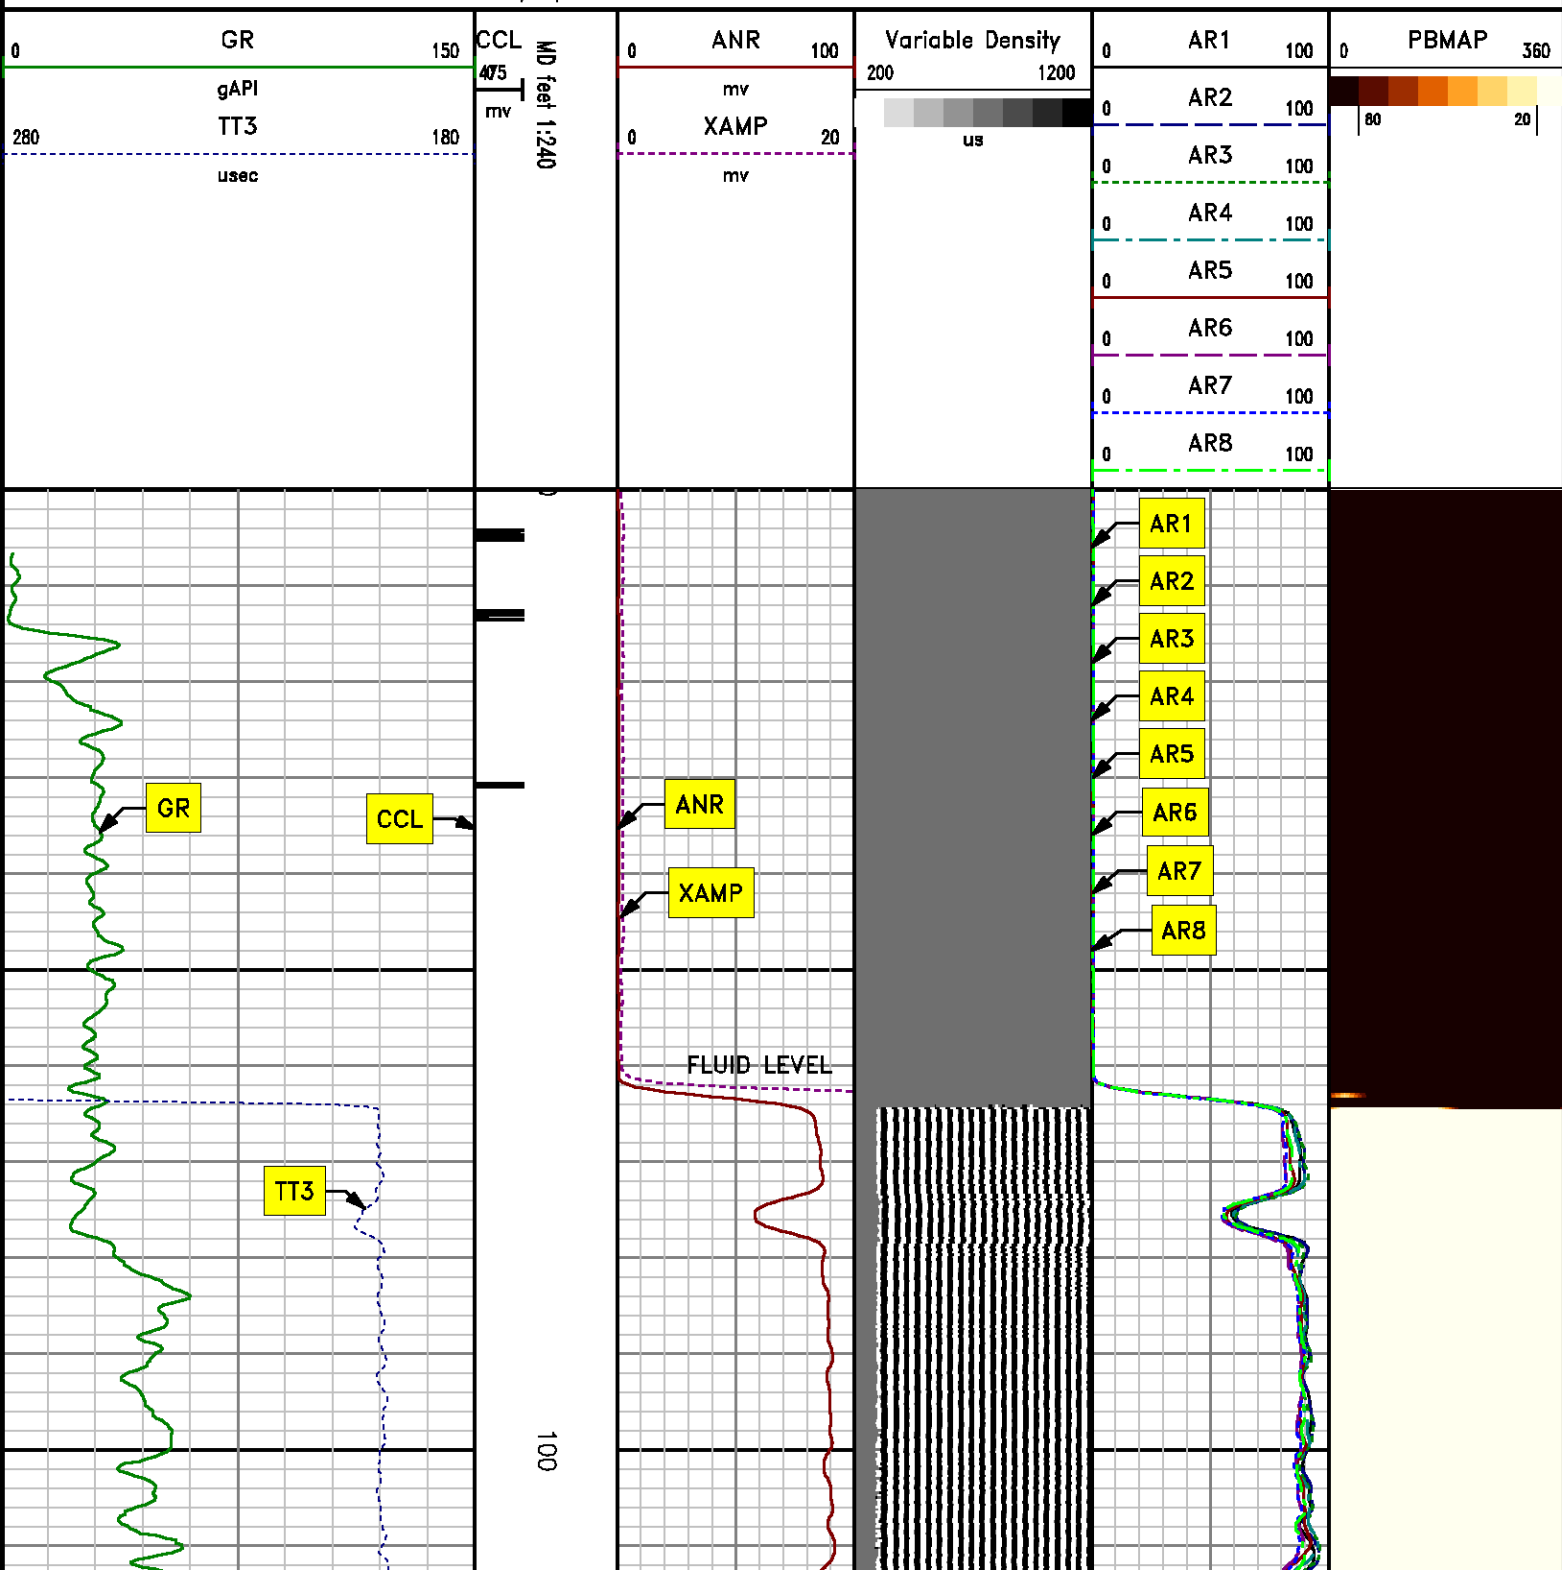 GR
0 150
gAPI
TT3
280 180
usec
CCL
475
mv
MD feet 1:240
ANR
0 100
mv
XAMP
0 20
mv
Variable Density
200 1200
us
AR1
0 100
AR2
0 100
AR3
0 100
AR4
0 100
AR5
0 100
AR6
0 100
AR7
0 100
AR8
0 100
PBMAP
0 360
80 20
AR1
AR2
AR3
AR4
AR5
AR6
AR7
AR8
GR
CCL
ANR
XAMP
FLUID LEVEL
TT3
100